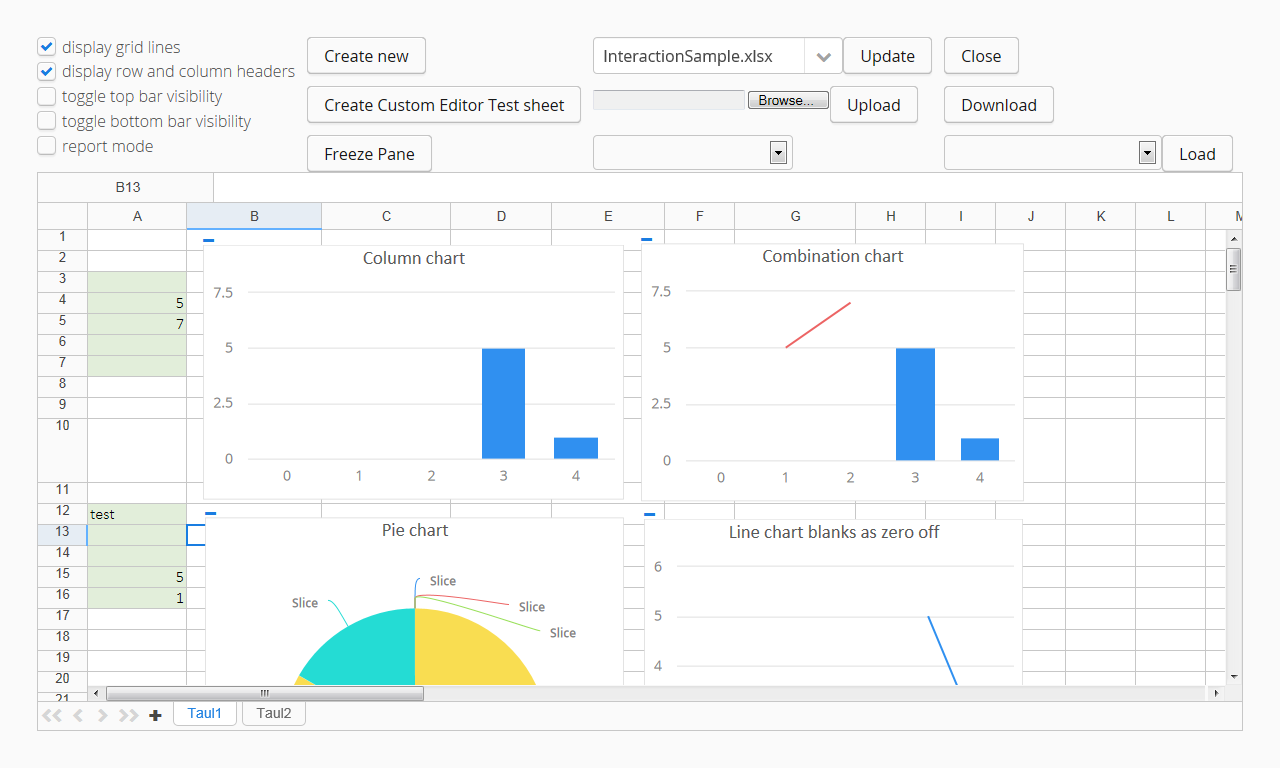 display grid lines
display row and column headers
toggle top bar visibility
toggle bottom bar visibility
report mode
Create new
InteractionSample.xlsx
Update
Close
Create Custom Editor Test sheet
Browse...
Upload
Download
Freeze Pane
Load
B13
A B C D E F G H I J K L M
1
2
3
4 5
5 7
6
7
8
9
10
11
12 test
13
14
15 5
16 1
17
18
19
20
21
Column chart
7.5
5
2.5
0
0 1 2 3 4
Combination chart
7.5
5
2.5
0
0 1 2 3 4
Pie chart
Slice
Slice
Slice
Slice
Line chart blanks as zero off
6
5
4
Taul1 Taul2